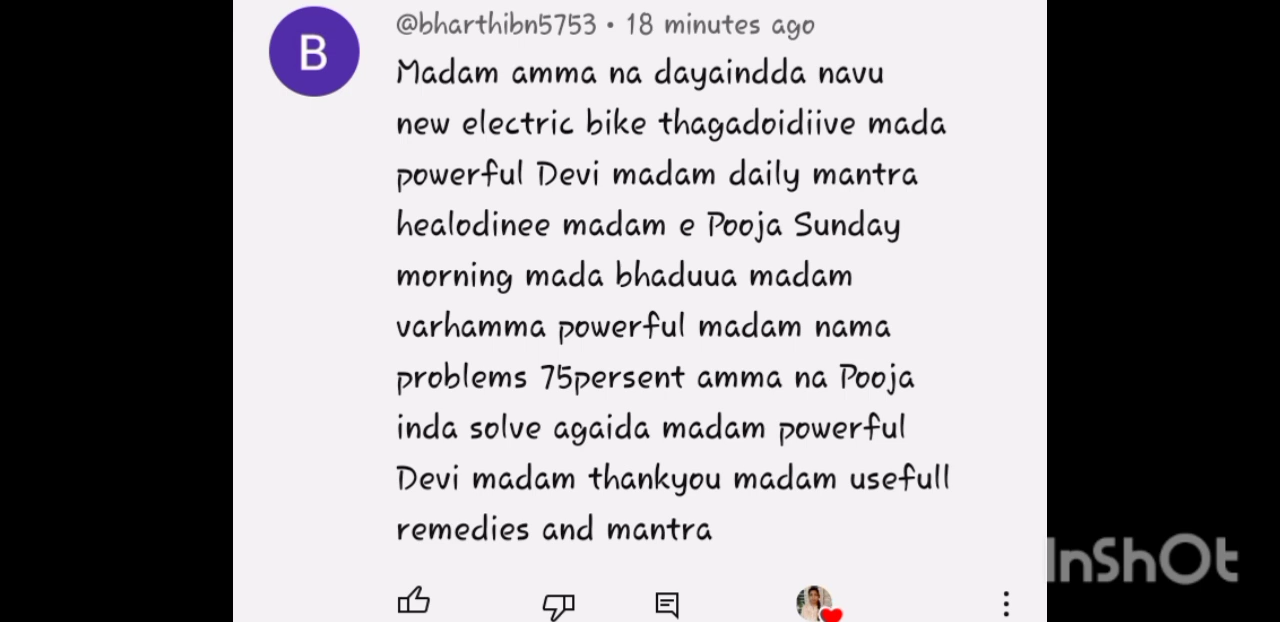 B
@bharthibn5753 • 18 minutes ago
Madam amma na dayaindda navu
new electric bike thagadoidiive mada
powerful Devi madam daily mantra
healodinee madam e Pooja Sunday
morning mada bhaduua madam
varhamma powerful madam nama
problems 75persent amma na Pooja
inda solve agaida madam powerful
Devi madam thankyou madam usefull
remedies and mantra
InShOt